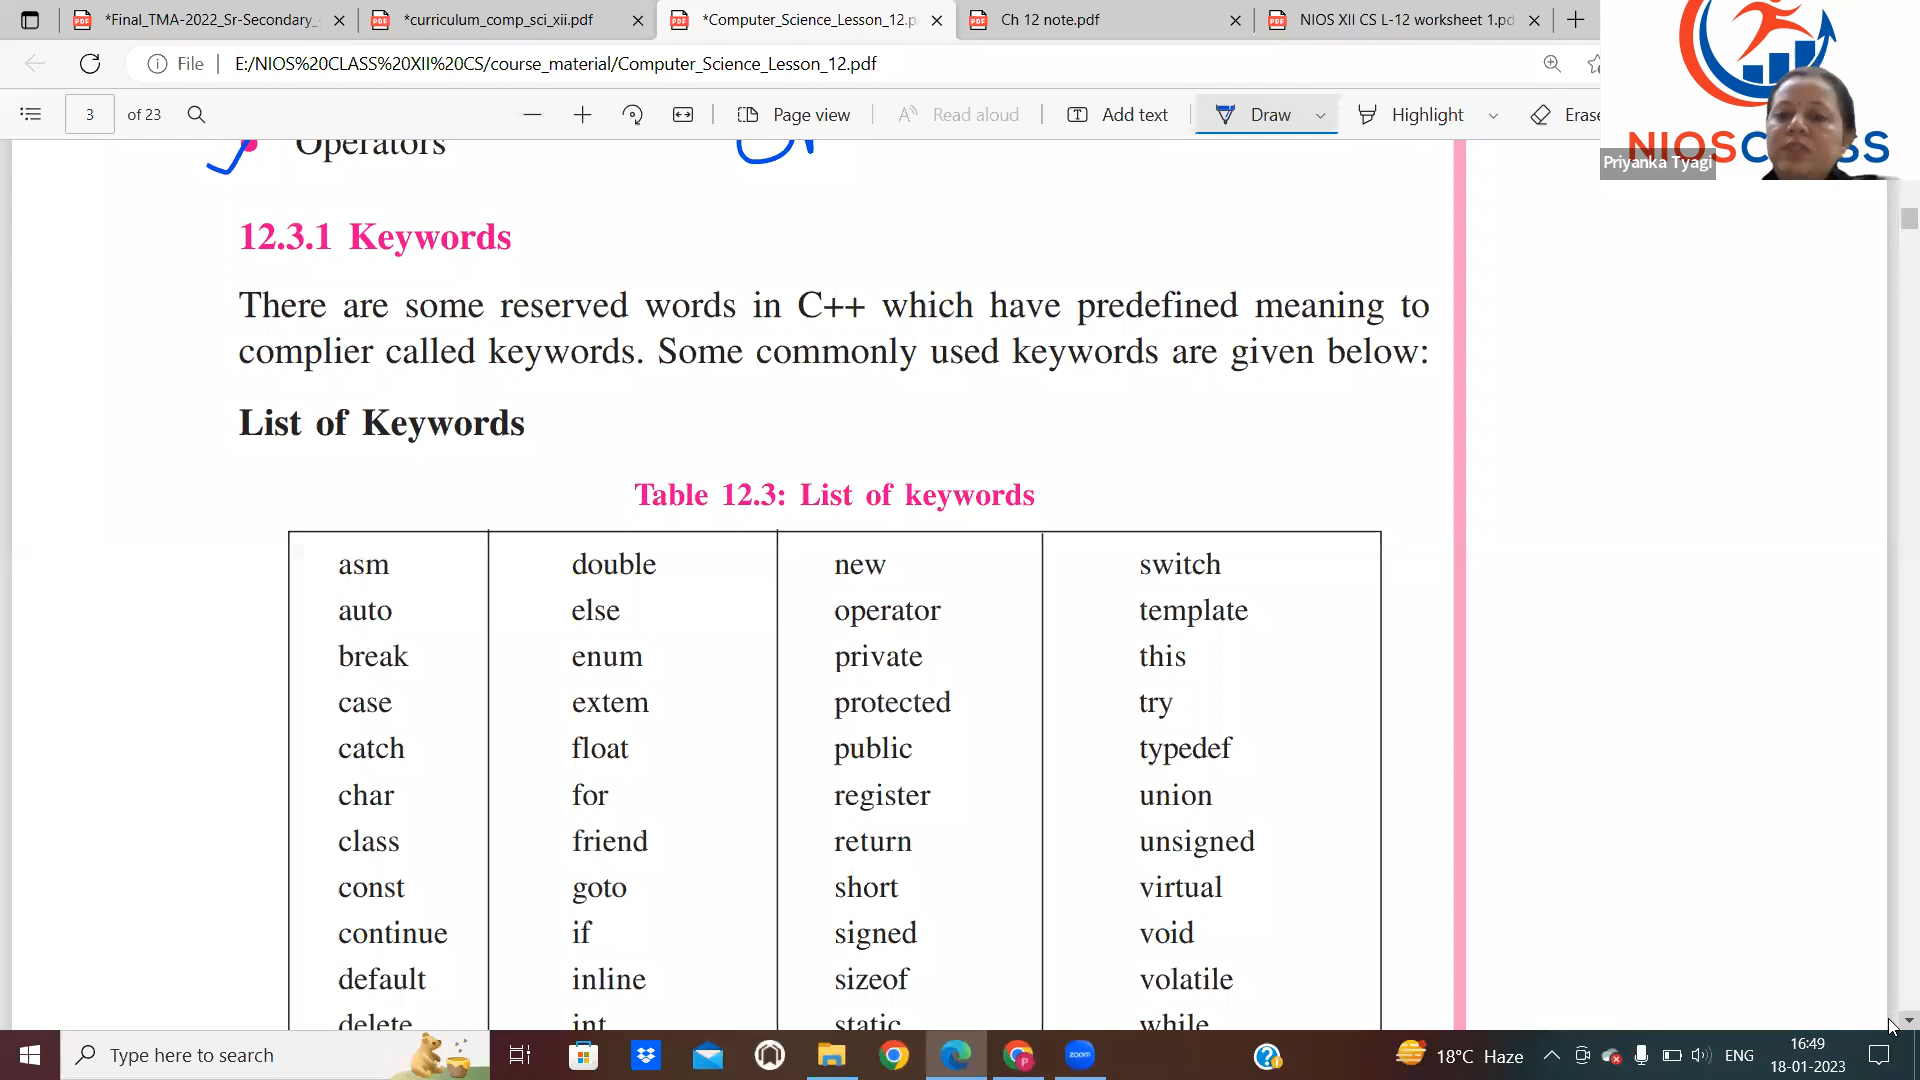 *Final_TMA-2022_Sr-Secondary_
*curriculum_comp_sci_xii.pdf
*Computer_Science_Lesson_12.p
Ch 12 note.pdf
NIOS XII CS L-12 worksheet 1.pd
File
E:/NIOS%20CLASS%20XII%20CS/course_material/Computer_Science_Lesson_12.pdf
3 of 23
Page view
Read aloud
Add text
Draw
Highlight
Erase
Priyanka Tyagi
Operators
12.3.1 Keywords
There are some reserved words in C++ which have predefined meaning to
complier called keywords. Some commonly used keywords are given below:
List of Keywords
Table 12.3: List of keywords
asm double new switch
auto else operator template
break enum private this
case extem protected try
catch float public typedef
char for register union
class friend return unsigned
const goto short virtual
continue if signed void
default inline sizeof volatile
delete int static while
Type here to search
zoom
18°C Haze
ENG
16:49
18-01-2023